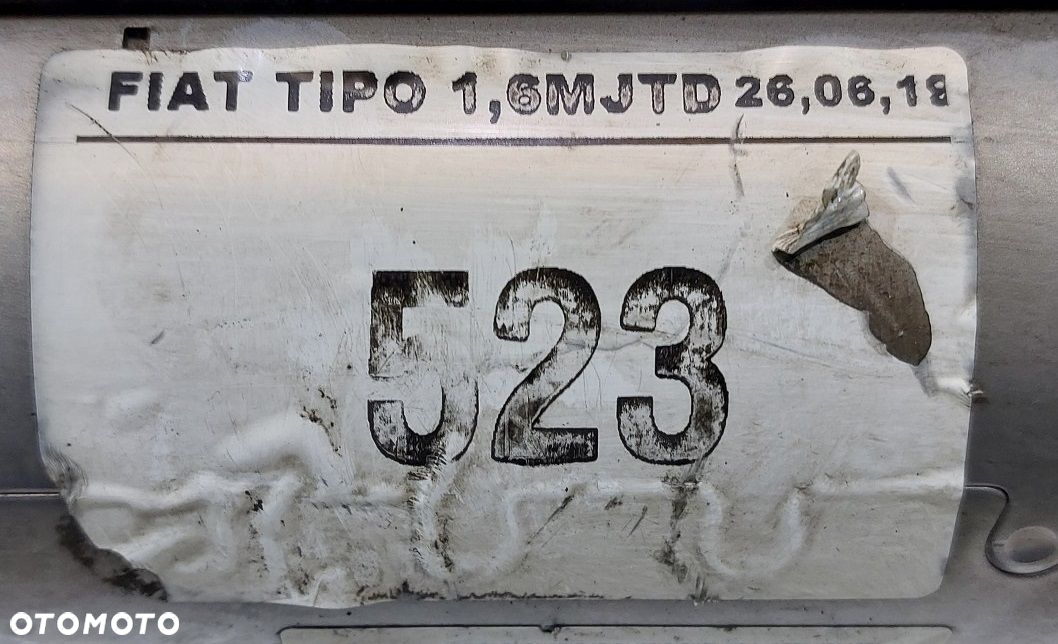 FIAT TIPO 1,6MJTD 26,06,18
523
OTOMOTO